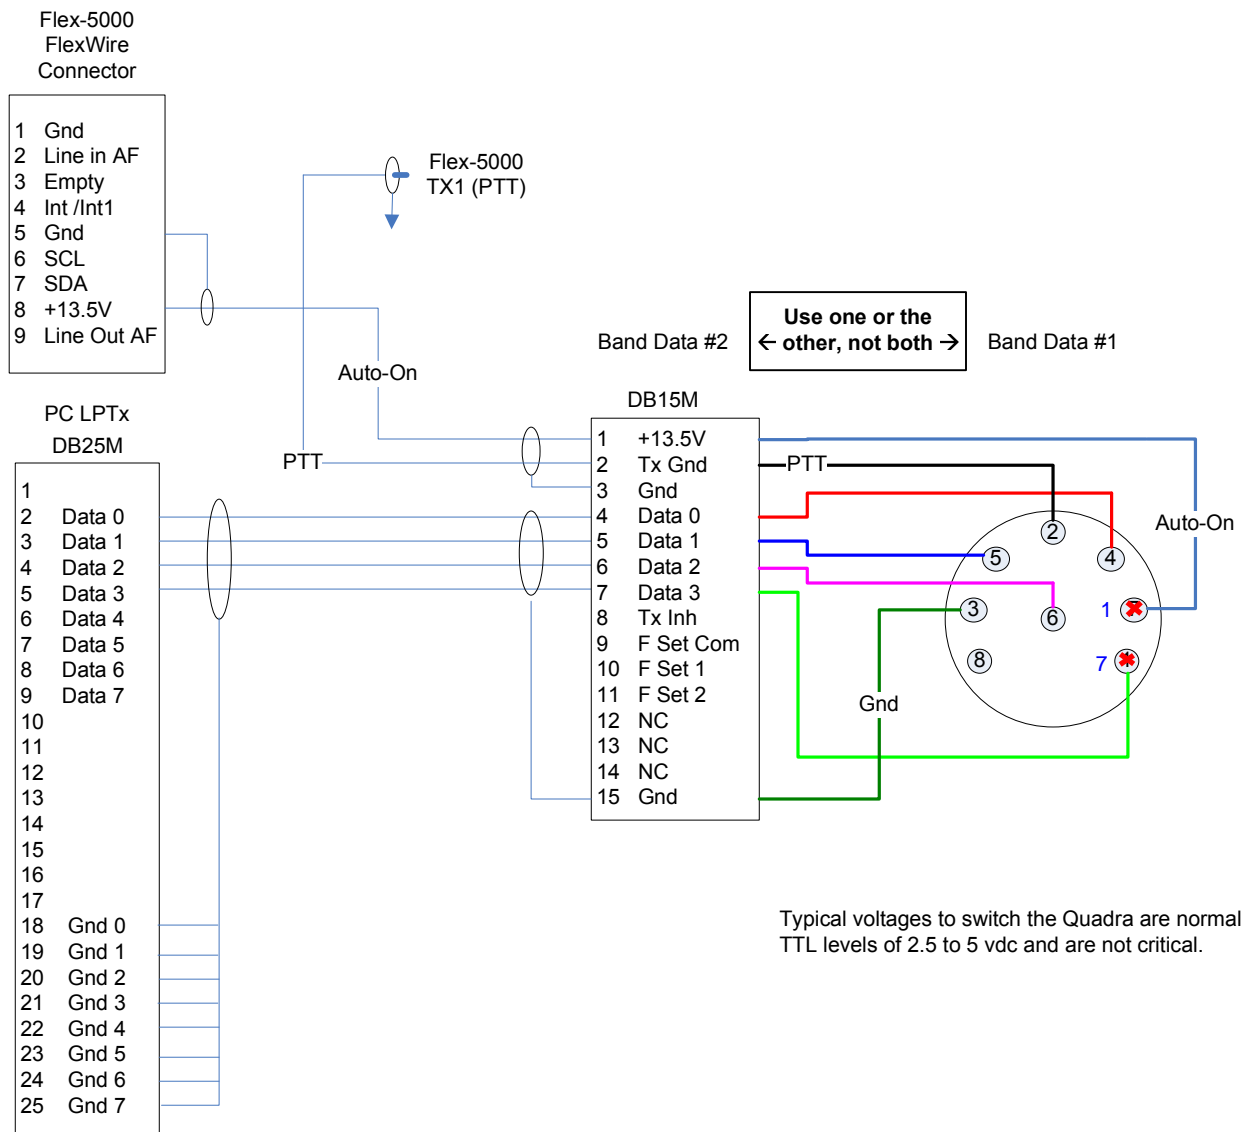 Flex-5000
FlexWire
Connector
1 Gnd
2 Line in AF
3 Empty
4 Int /Int1
5 Gnd
6 SCL
7 SDA
8 +13.5V
9 Line Out AF
Flex-5000
TX1 (PTT)
Auto-On
PTT
PC LPTx
DB25M
1
2 Data 0
3 Data 1
4 Data 2
5 Data 3
6 Data 4
7 Data 5
8 Data 6
9 Data 7
10
11
12
13
14
15
16
17
18 Gnd 0
19 Gnd 1
20 Gnd 2
21 Gnd 3
22 Gnd 4
23 Gnd 5
24 Gnd 6
25 Gnd 7
Band Data #2
Use one or the
← other, not both →
Band Data #1
DB15M
1 +13.5V
2 Tx Gnd
3 Gnd
4 Data 0
5 Data 1
6 Data 2
7 Data 3
8 Tx Inh
9 F Set Com
10 F Set 1
11 F Set 2
12 NC
13 NC
14 NC
15 Gnd
PTT
Auto-On
Gnd
2
5
4
3
6
1
8
7
Typical voltages to switch the Quadra are normal
TTL levels of 2.5 to 5 vdc and are not critical.